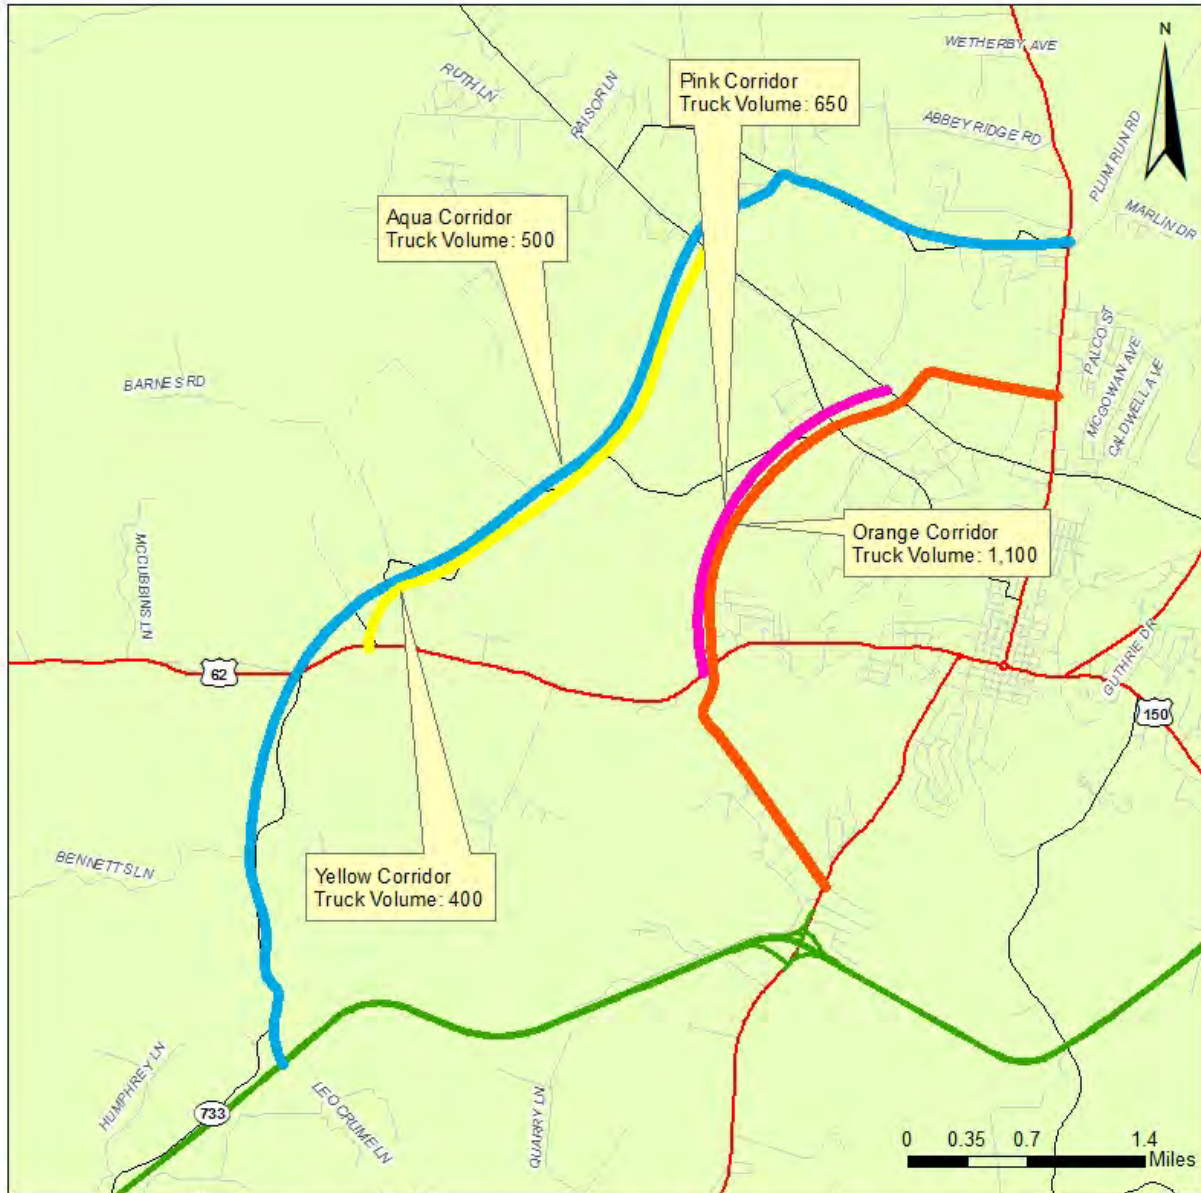 WETHERBY AVE
N
RUTH LN
RAISOR LN
Pink Corridor
Truck Volume: 650
ABBEY RIDGE RD
PLUM RUN RD
MARLIN DR
Aqua Corridor
Truck Volume: 500
BARNES RD
PALCO ST
MCGOWAN AVE
CALDWELL AVE
MCCUBBINS LN
Orange Corridor
Truck Volume: 1,100
62
GUTHRIE DR
150
BENNETTS LN
Yellow Corridor
Truck Volume: 400
HUMPHREY LN
733
LEO CRUME LN
QUARRY LN
0 0.35 0.7 1.4
Miles